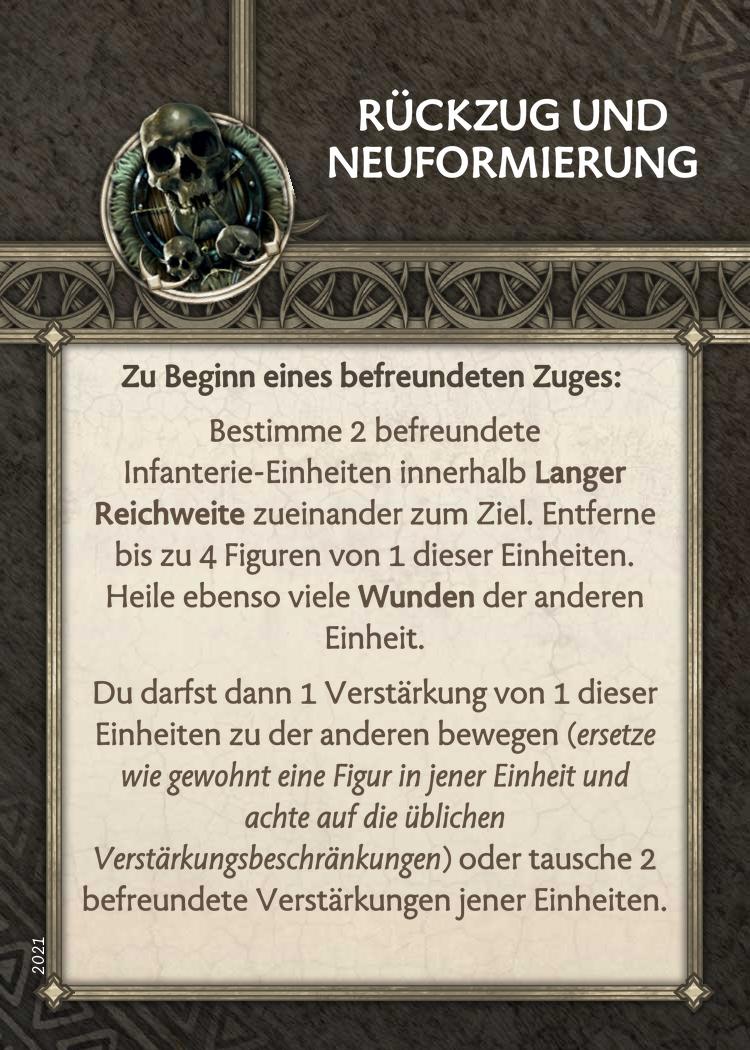 RÜCKZUG UND
NEUFORMIERUNG
Zu Beginn eines befreundeten Zuges:
Bestimme 2 befreundete
Infanterie-Einheiten innerhalb Langer
Reichweite zueinander zum Ziel. Entferne
bis zu 4 Figuren von 1 dieser Einheiten.
Heile ebenso viele Wunden der anderen
Einheit.
Du darfst dann 1 Verstärkung von 1 dieser
Einheiten zu der anderen bewegen (ersetze
wie gewohnt eine Figur in jener Einheit und
achte auf die üblichen
Verstärkungsbeschränkungen) oder tausche 2
befreundete Verstärkungen jener Einheiten.
2021